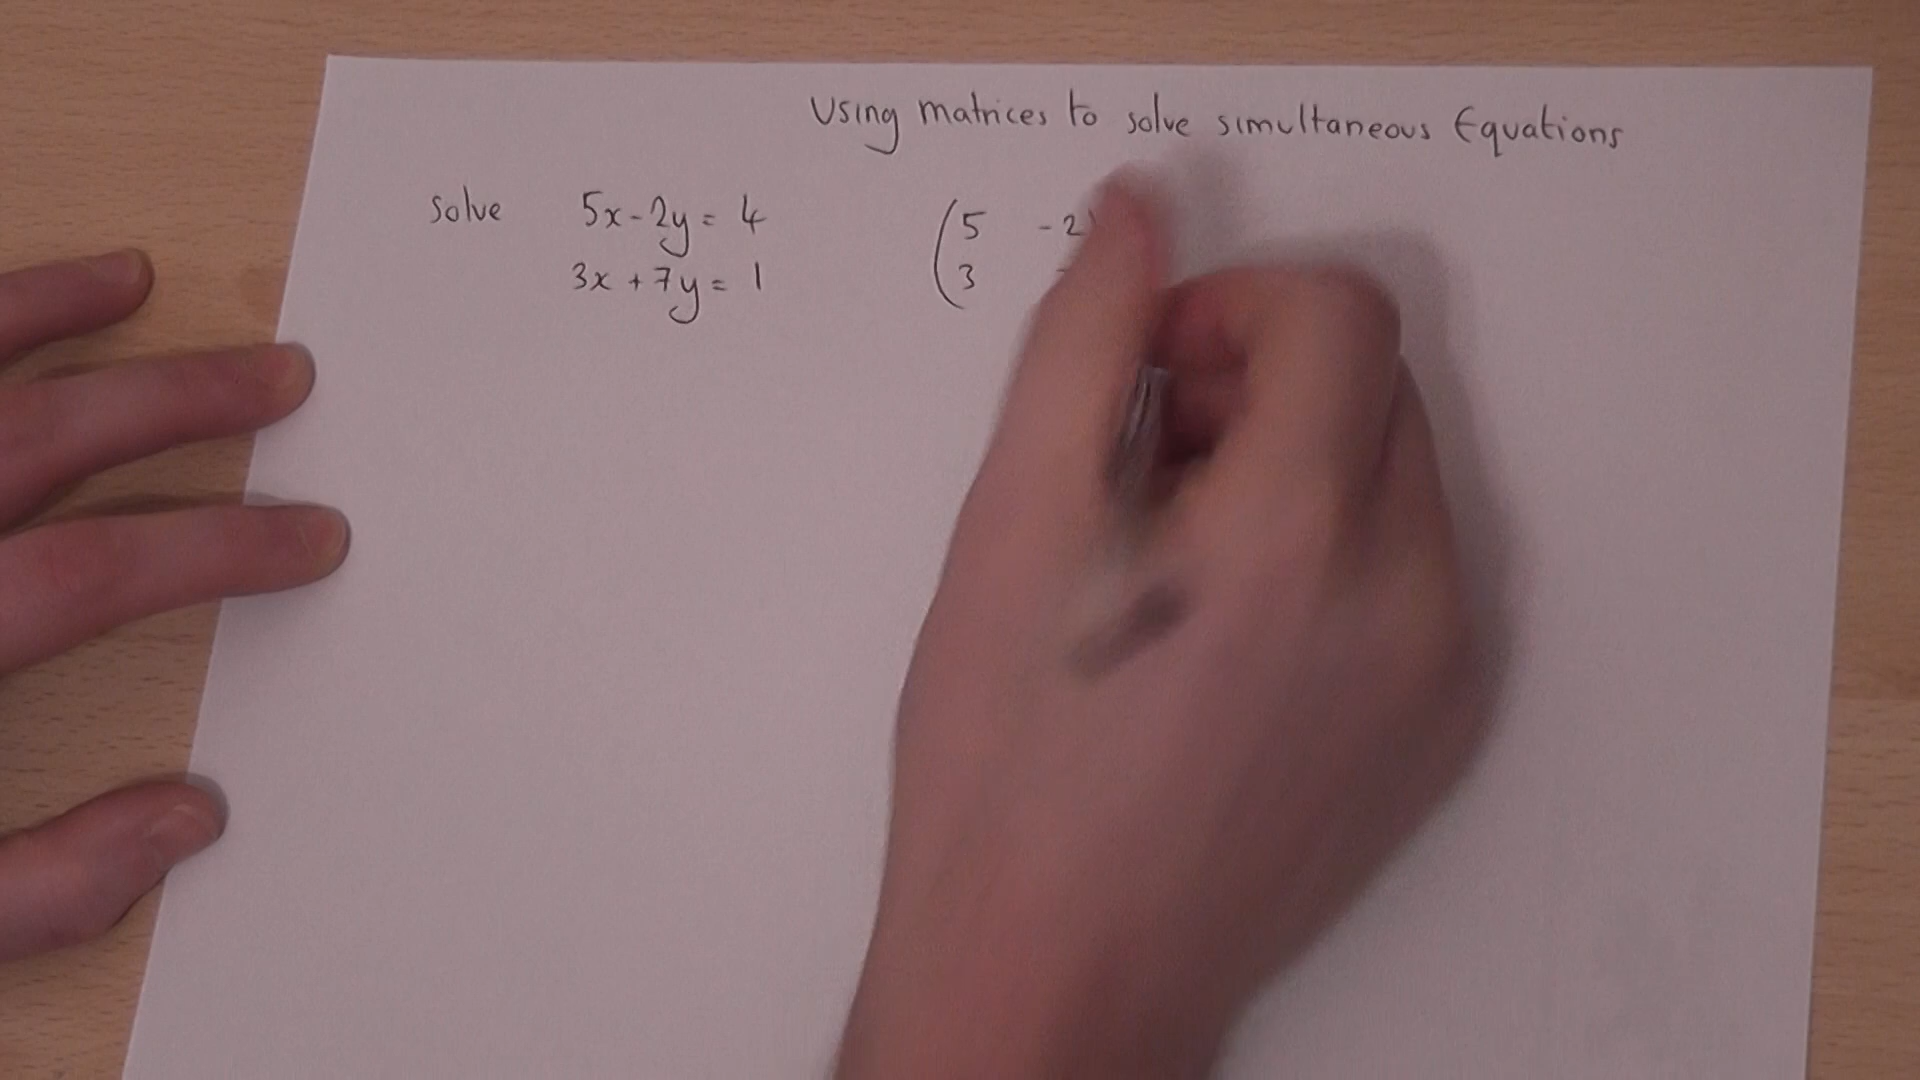 Using matrices to solve simultaneous Equations
Solve 5x - 2y = 4 ( 5 -2
3x + 7y = 1 3